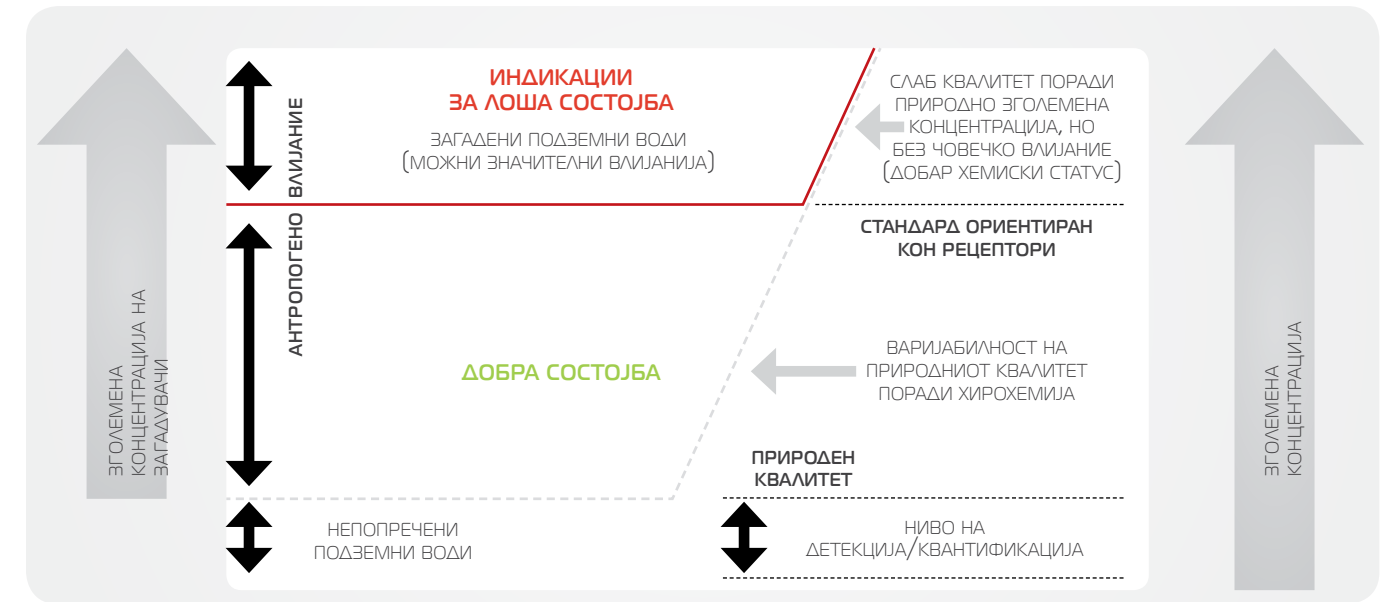 ЗГОЛЕМЕНА
КОНЦЕНТРАЦИЈА НА
ЗАГАДУВАЧИ
АНТРОПОГЕНО ВЛИЈАНИЕ
ИНДИКАЦИИ
ЗА ЛОША СОСТОЈБА
ЗАГАДЕНИ ПОДЗЕМНИ ВОДИ
(МОЖНИ ЗНАЧИТЕЛНИ ВЛИЈАНИЈА)
СЛАБ КВАЛИТЕТ ПОРАДИ
ПРИРОДНО ЗГОЛЕМЕНА
КОНЦЕНТРАЦИЈА, НО
БЕЗ ЧОВЕЧКО ВЛИЈАНИЕ
(ДОБАР ХЕМИСКИ СТАТУС)
СТАНДАРД ОРИЕНТИРАН
КОН РЕЦЕПТОРИ
ДОБРА СОСТОЈБА
ВАРИЈАБИЛНОСТ НА
ПРИРОДНИОТ КВАЛИТЕТ
ПОРАДИ ХИРОХЕМИЈА
ПРИРОДЕН
КВАЛИТЕТ
НЕПОПРЕЧЕНИ
ПОДЗЕМНИ ВОДИ
НИВО НА
ДЕТЕКЦИЈА/КВАНТИФИКАЦИЈА
ЗГОЛЕМЕНА
КОНЦЕНТРАЦИЈА